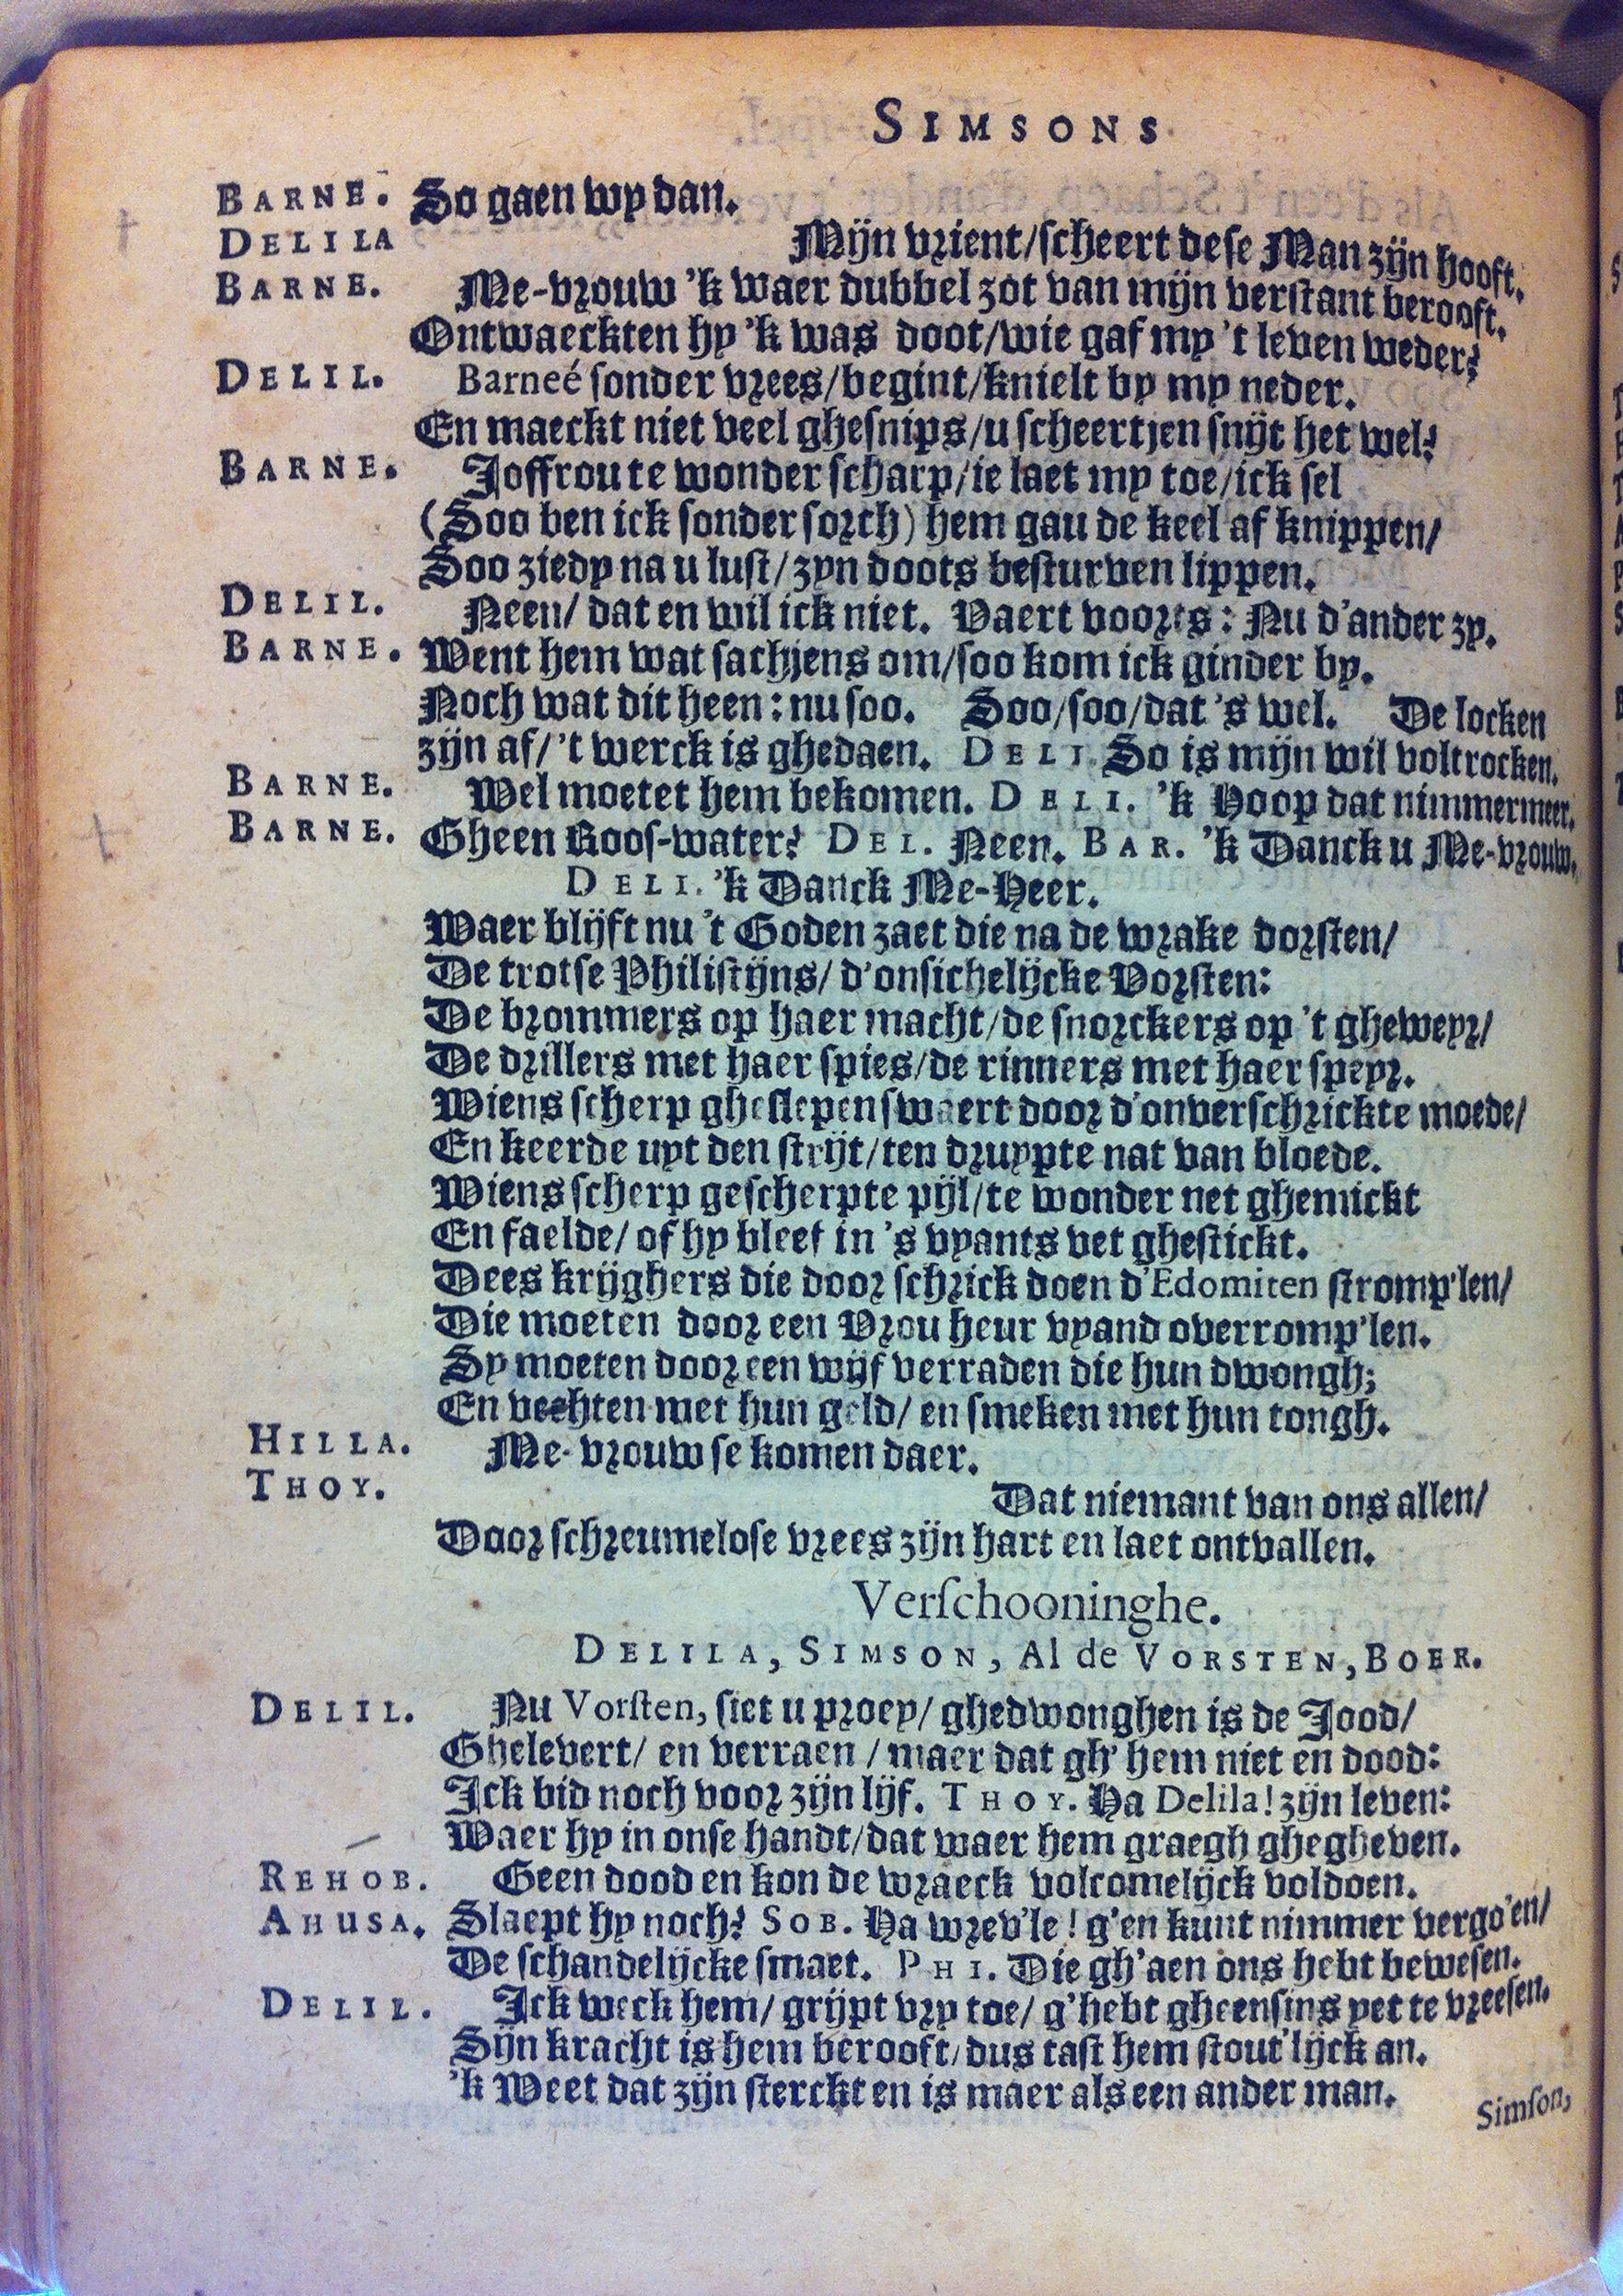 SIMSONS
BARNE. So gaen wy dan.
DELILA Mijn vrient/scheert dese Man zijn hooft.
BARNE. Me-vrouw 'k waer dubbel zot van mijn verstant berooft.
Ontwaeckten hy 'k was doot/wie gaf my 't leven weder?
DELIL. Barneé sonder vrees/begint/knielt by my neder.
En maeckt niet veel ghesnips/u scheertjen snijt het wel?
BARNE. Joffrou te wonder scharp/ie laet my toe/ick sel
(Soo ben ick sonder sorch) hem gau de keel af knippen/
Soo ziedy na u lust/zyn doots besturven lippen.
DELIL. Neen/ dat en wil ick niet. Vaert voorts: Nu d'ander zy.
BARNE. Went hem wat sachjens om/soo kom ick ginder by.
Noch wat dit heen: nu soo. Soo/soo/dat 's wel. De locken
zijn af/'t werck is ghedaen. DELI. So is mijn wil voltrocken.
BARNE. Wel moetet hem bekomen. DELI. 'k Hoop dat nimmermeer.
BARNE. Gheen Roos-water? DEL. Neen. BAR. 'k Danck u Me-vrouw.
DELI. 'k Danck Me-Heer.
Waer blijft nu 't Goden zaet die na de wrake dorsten/
De trotse Philistijns/ d'onsichelijcke Vorsten:
De brommers op haer macht/de snorckers op 't gheweyr/
De drillers met haer spies/de rinners met haer speyr.
Wiens scherp gheslepen swaert door d'onverschrickte moede/
En keerde uyt den strijt/ten druypte nat van bloede.
Wiens scherp gescherpte pijl/te wonder net ghemickt
En faelde/ of hy bleef in 's vyants vet ghestickt.
Dees krijghers die door schrick doen d'Edomiten stromp'len/
Die moeten door een Vrou heur vyand overromp'len.
Sy moeten door een wijf verraden die hun dwongh;
En vechten met hun geld/ en smeken met hun tongh.
HILLA. Me-vrouw se komen daer.
THOY. Dat niemant van ons allen/
Door schreumelose vrees zijn hart en laet ontvallen.
Verschooninghe.
DELILA, SIMSON, Al de VORSTEN, BOER.
DELIL. Nu Vorsten, siet u proey/ ghedwonghen is de Jood/
Ghelevert/ en verraen / maer dat gh' hem niet en dood:
Ick bid noch voor zijn lijf. THOY. Ha Delila! zijn leven:
Waer hy in onse handt/dat waer hem graegh ghegheven.
REHOB. Geen dood en kon de wraeck volcomelijck voldoen.
AHUSA. Slaept hy noch? SOB. Ha wrev'le! g'en kunt nimmer vergo'en/
De schandelijcke smaet. PHI. Die gh'aen ons hebt bewesen.
DELIL. Ick weck hem/ grijpt vry toe/ g'hebt gheensins yet te vreesen.
Sijn kracht is hem berooft/dus tast hem stout'lijck an.
'k Weet dat zijn sterckt en is maer als een ander man.
Simson,